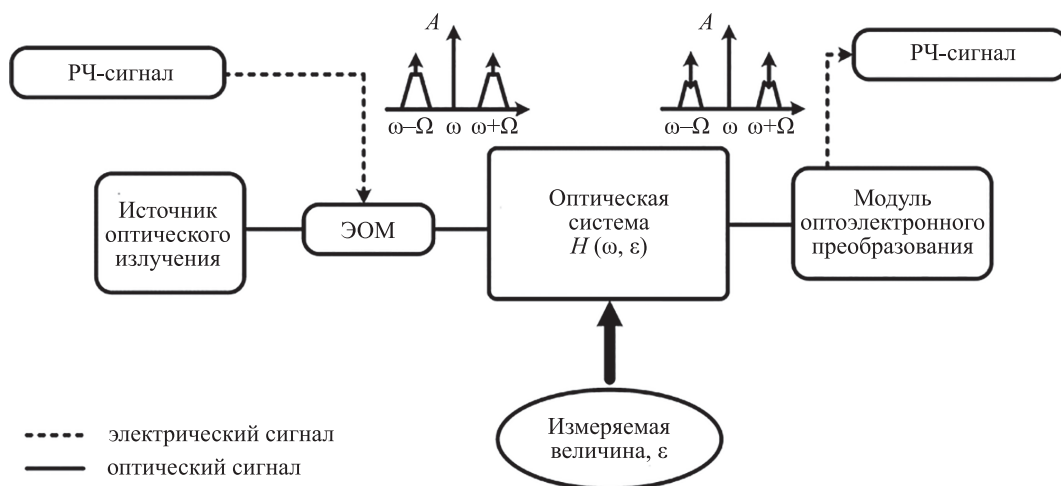 РЧ-сигнал
A
ω–Ω ω ω+Ω
A
ω–Ω ω ω+Ω
РЧ-сигнал
Источник
оптического
излучения
ЭОМ
Оптическая
система
H (ω, ε)
Модуль
оптоэлектронного
преобразования
Измеряемая
величина, ε
электрический сигнал
оптический сигнал